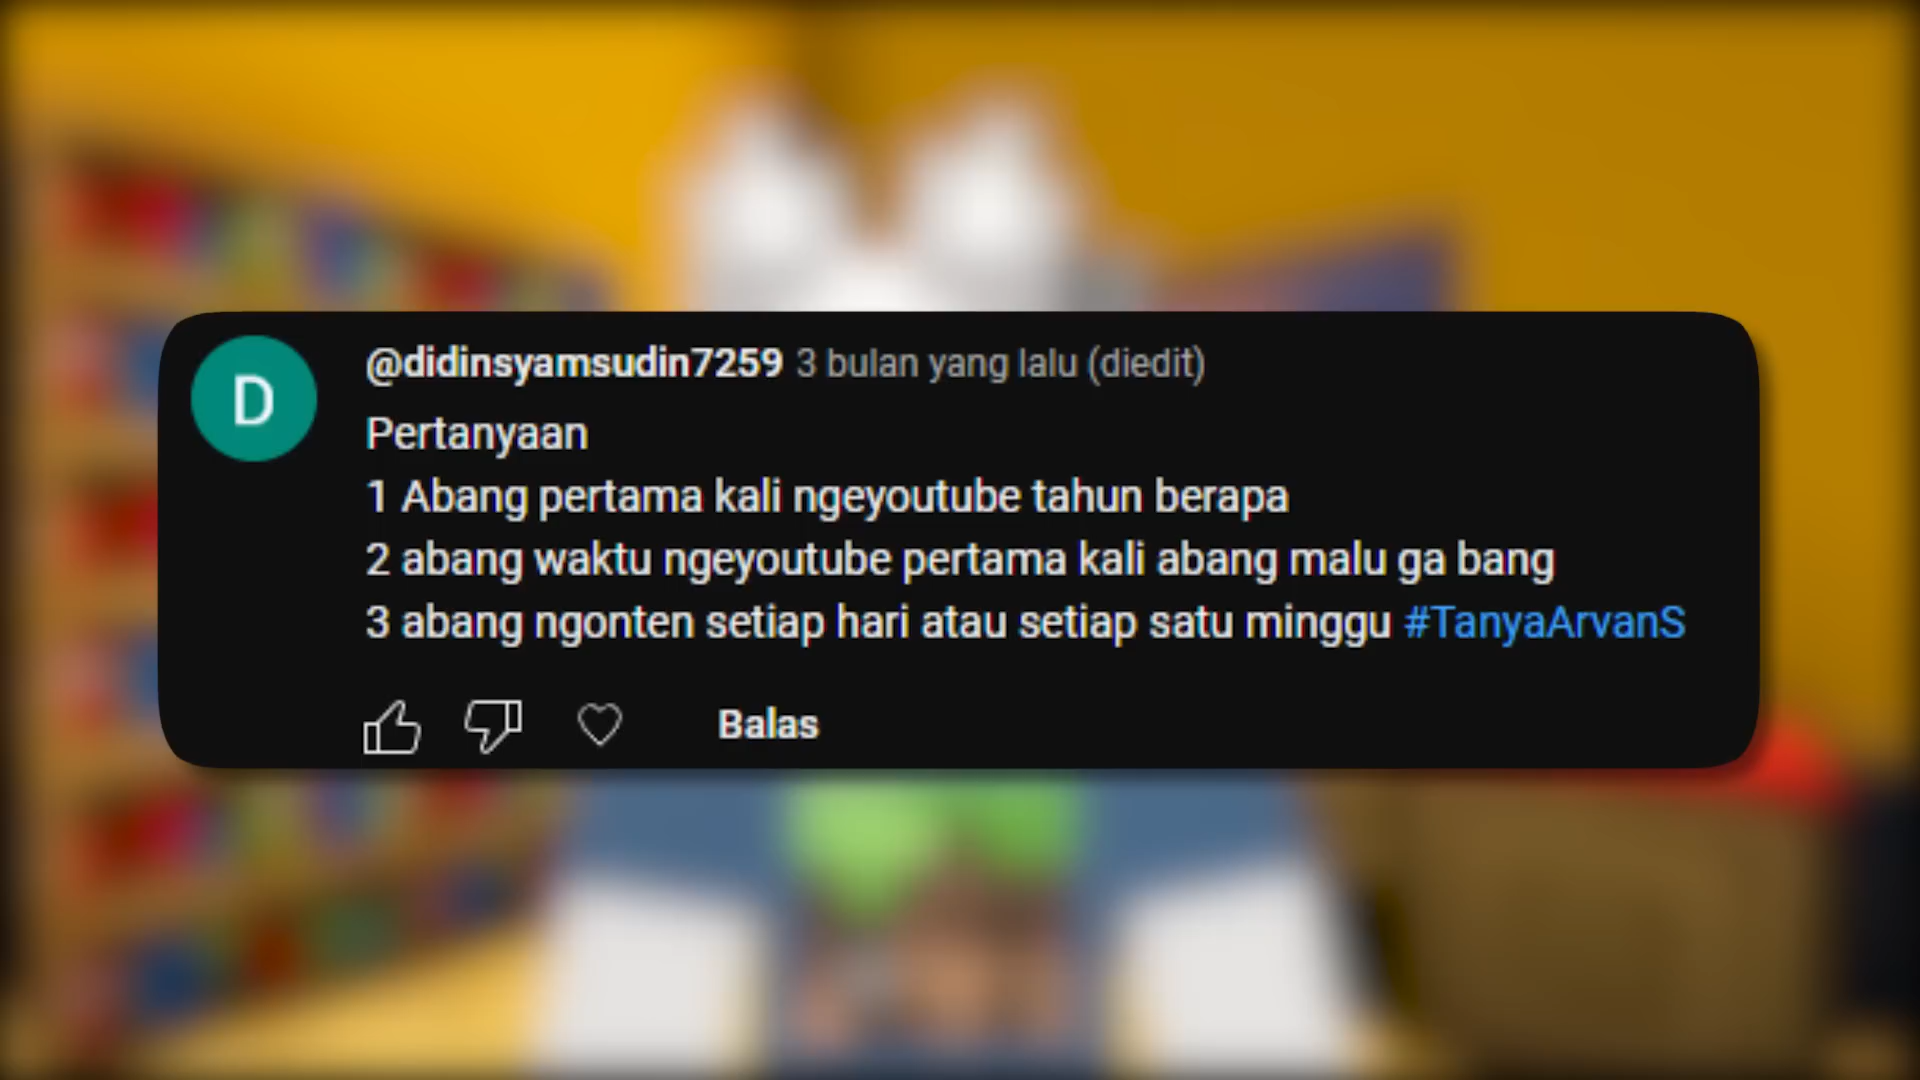 D
@didinsyamsudin7259 3 bulan yang lalu (diedit)
Pertanyaan
1 Abang pertama kali ngeyoutube tahun berapa
2 abang waktu ngeyoutube pertama kali abang malu ga bang
3 abang ngonten setiap hari atau setiap satu minggu #TanyaArvanS
Balas